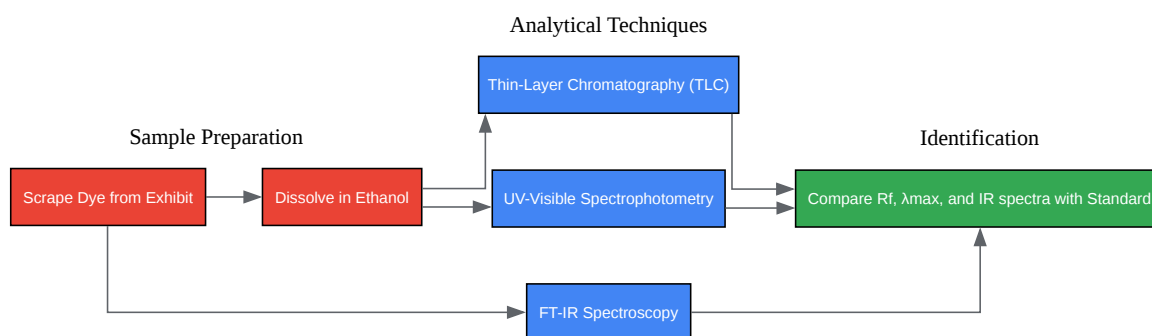 Analytical Techniques
Thin-Layer Chromatography (TLC)
Sample Preparation
Identification
Scrape Dye from Exhibit
Dissolve in Ethanol
UV-Visible Spectrophotometry
Compare Rf, λmax, and IR spectra with Standard
FT-IR Spectroscopy